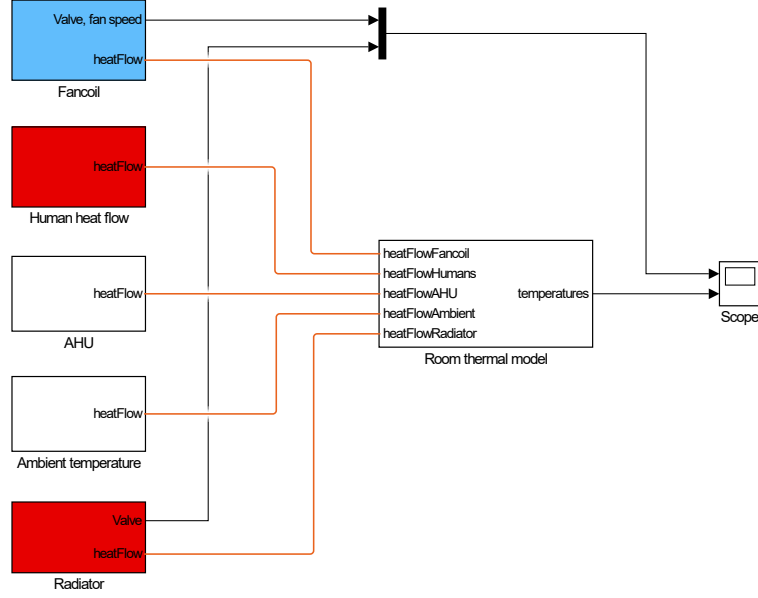 Valve, fan speed
heatFlow
Fancoil
heatFlow
Human heat flow
heatFlow
AHU
heatFlow
Ambient temperature
Valve
heatFlow
Radiator
heatFlowFancoil
heatFlowHumans
heatFlowAHU
heatFlowAmbient
heatFlowRadiator
temperatures
Room thermal model
Scope